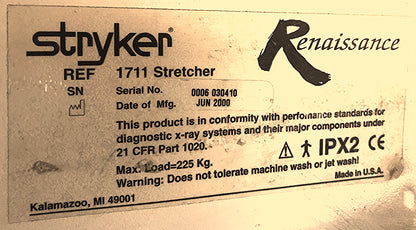 stryker® Renaissance
REF 1711 Stretcher
SN Serial No. 0006 030410
Date of Mfg. JUN 2000
This product is in conformity with perfomance standards for
diagnostic x-ray systems and their major components under
21 CFR Part 1020.
IPX2 CE
Max. Load=225 Kg.
Warning: Does not tolerate machine wash or jet wash!
Made in U.S.A.
Kalamazoo, MI 49001